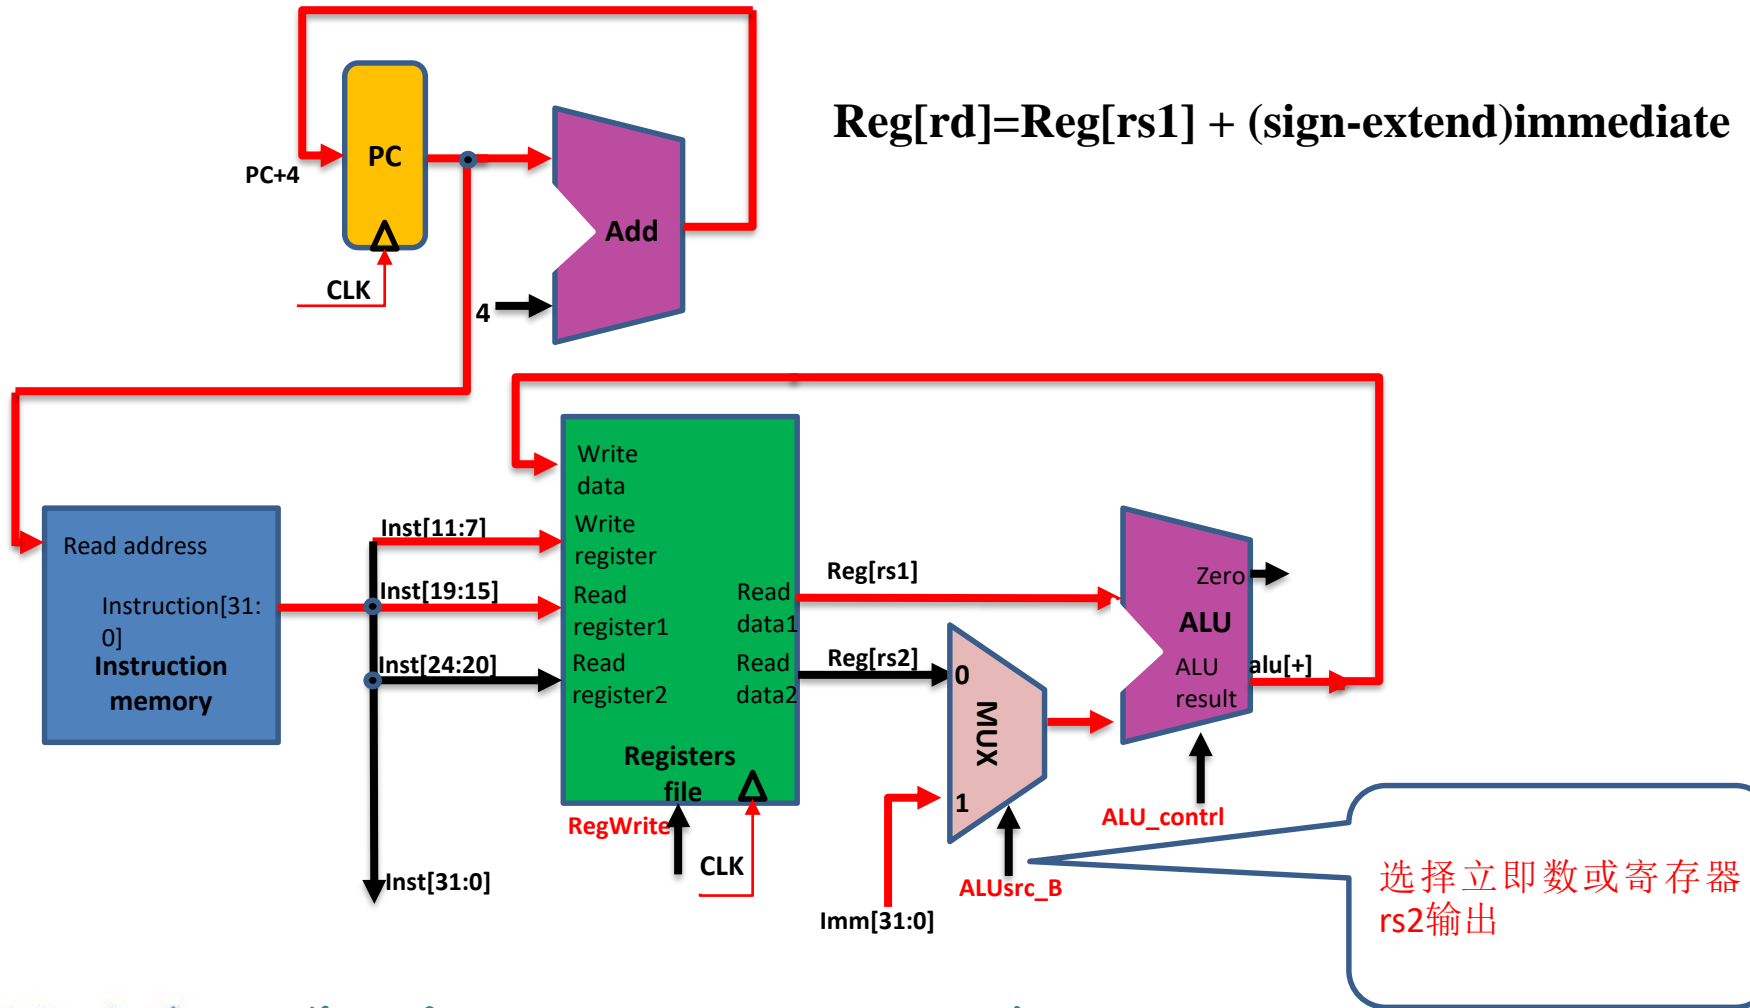 Reg[rd]=Reg[rs1] + (sign-extend)immediate
PC
PC+4
Add
CLK
4
Write
data
Write
register
Read
register1
Read
register2
Read
data1
Read
data2
Registers
file
RegWrite
CLK
Read address
Instruction[31:
0]
Instruction
memory
Inst[11:7]
Inst[19:15]
Inst[24:20]
Inst[31:0]
Reg[rs1]
Reg[rs2]
0
MUX
1
Imm[31:0]
ALUsrc_B
Zero
ALU
ALU
result
alu[+]
ALU_contrl
选择立即数或寄存器
rs2输出